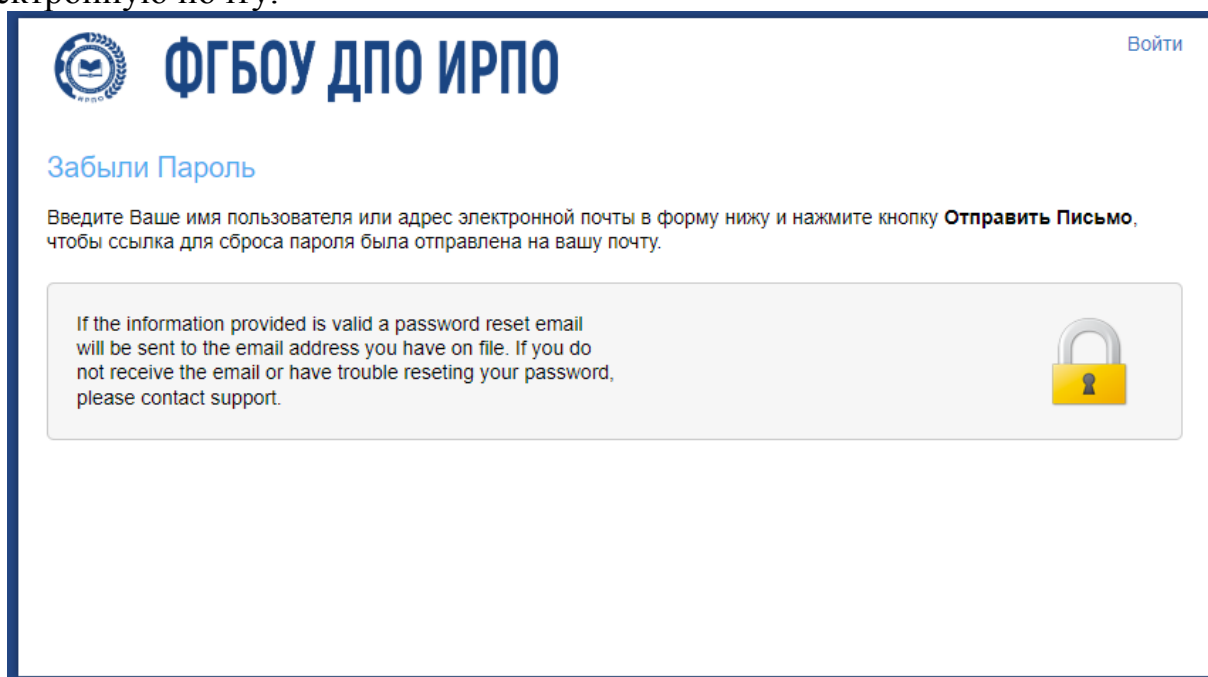 ктронную почту.
ФГБОУ ДПО ИРПО
Войти
ИРПО
Забыли Пароль
Введите Ваше имя пользователя или адрес электронной почты в форму нижу и нажмите кнопку Отправить Письмо,
чтобы ссылка для сброса пароля была отправлена на вашу почту.
If the information provided is valid a password reset email
will be sent to the email address you have on file. If you do
not receive the email or have trouble reseting your password,
please contact support.